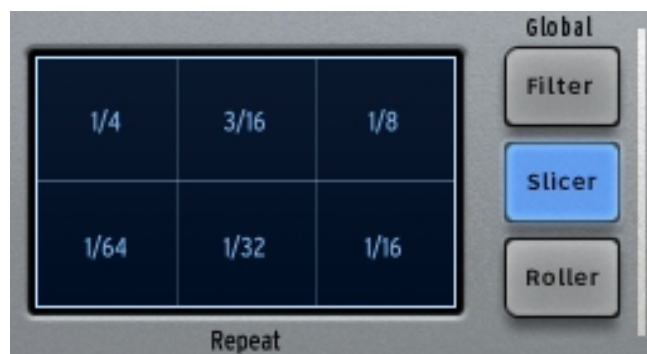 Global
1/4 3/16 1/8
Filter
Slicer
1/64 1/32 1/16
Roller
Repeat